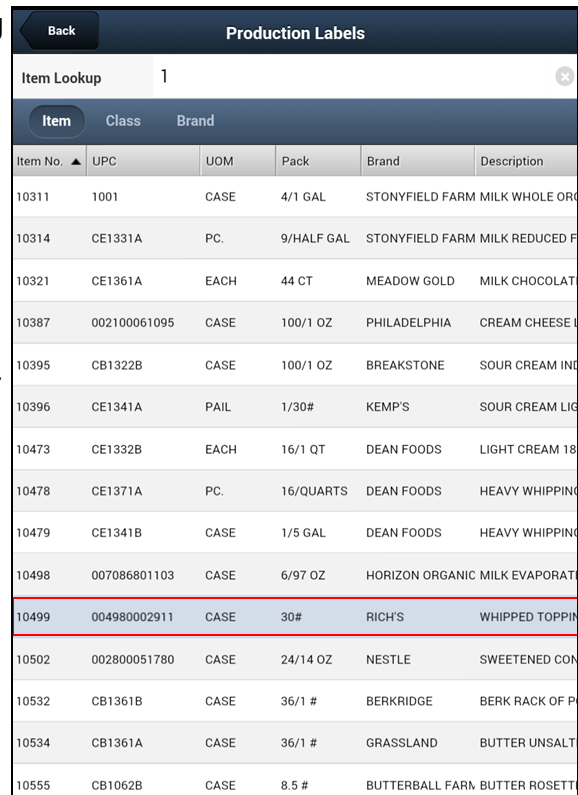 Back
Production Labels
Item Lookup 1
Item Class Brand
Item No. UPC UOM Pack Brand Description
10311 1001 CASE 4/1 GAL STONYFIELD FARM MILK WHOLE ORG
10314 CE1331A PC. 9/HALF GAL STONYFIELD FARM MILK REDUCED F
10321 CE1361A EACH 44 CT MEADOW GOLD MILK CHOCOLAT
10387 002100061095 CASE 100/1 OZ PHILADELPHIA CREAM CHEESE L
10395 CB1322B CASE 100/1 OZ BREAKSTONE SOUR CREAM IND
10396 CE1341A PAIL 1/30# KEMP'S SOUR CREAM LIG
10473 CE1332B EACH 16/1 QT DEAN FOODS LIGHT CREAM 18
10478 CE1371A PC. 16/QUARTS DEAN FOODS HEAVY WHIPPING
10479 CE1341B CASE 1/5 GAL DEAN FOODS HEAVY WHIPPING
10498 007086801103 CASE 6/97 OZ HORIZON ORGANIC MILK EVAPORAT
10499 004980002911 CASE 30# RICH'S WHIPPED TOPPIN
10502 002800051780 CASE 24/14 OZ NESTLE SWEETENED CON
10532 CB1361B CASE 36/1 # BERKRIDGE BERK RACK OF P
10534 CB1361A CASE 36/1 # GRASSLAND BUTTER UNSALT
10555 CB1062B CASE 8.5 # BUTTERBALL FARM BUTTER ROSETT